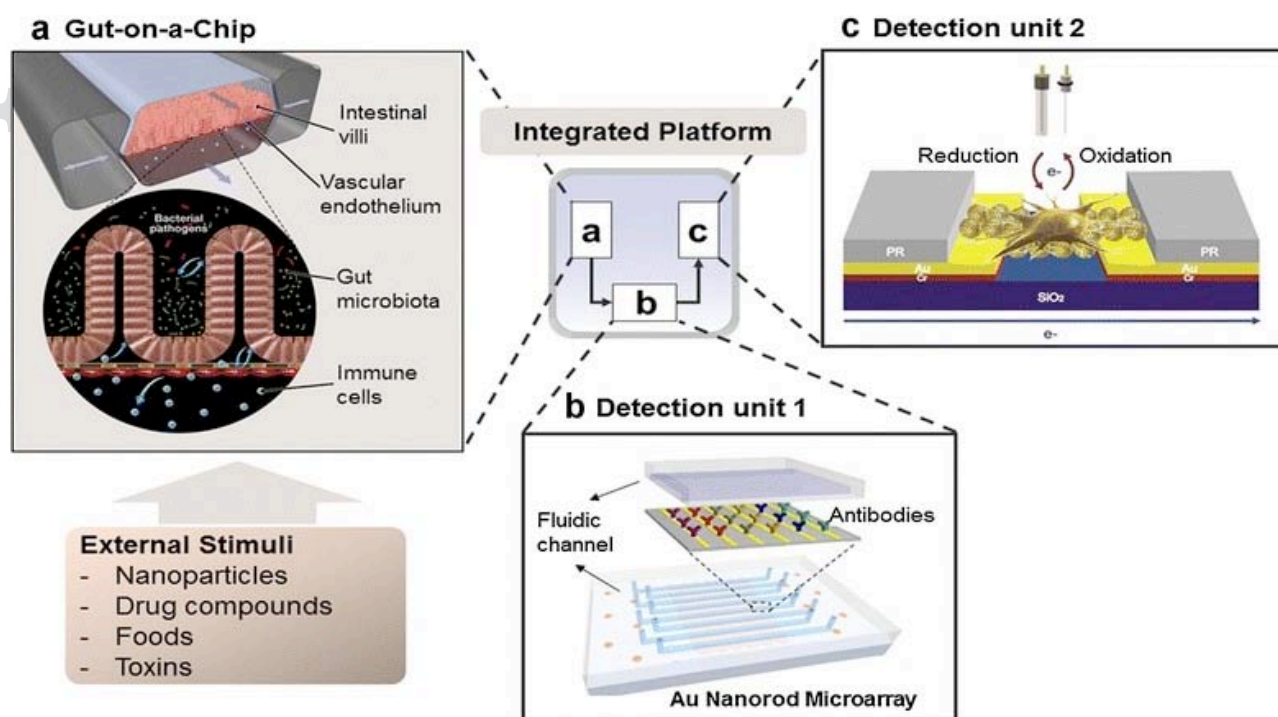 a Gut-on-a-Chip
Intestinal
villi
Vascular
endothelium
Bacterial
pathogens
Gut
microbiota
Immune
cells
External Stimuli
- Nanoparticles
- Drug compounds
- Foods
- Toxins
Integrated Platform
a
c
b
b Detection unit 1
Fluidic
channel
Antibodies
Au Nanorod Microarray
c Detection unit 2
Reduction
Oxidation
e-
PR
PR
Au
Au
Cr
Cr
SiO₂
e-